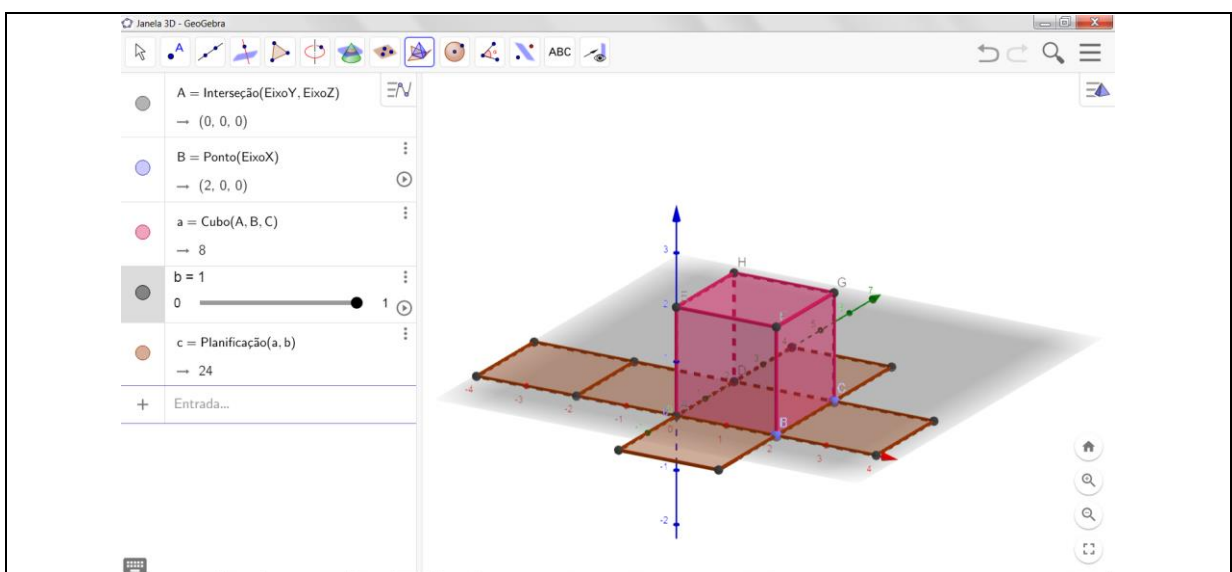 Janela 3D - GeoGebra
ABC
A = Interseção(EixoY, EixoZ)
→ (0, 0, 0)
B = Ponto(EixoX)
→ (2, 0, 0)
a = Cubo(A, B, C)
→ 8
b = 1
0 1
c = Planificação(a, b)
→ 24
+ Entrada...
3
H
G
7
2
E
F
1
D
C
B
-4
-3
-2
-1
0
1
2
3
4
-1
-2